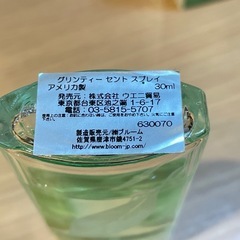 グリンティー セント スプレイ
アメリカ製 30ml
発売元：株式会社 ウエニ貿易
東京都台東区池之端 1-6-17
電話：03-5815-5707
630070
製造販売元/㈱ブルーム
佐賀県唐津市鏡4751-2
http://www.bloom-jp.com/